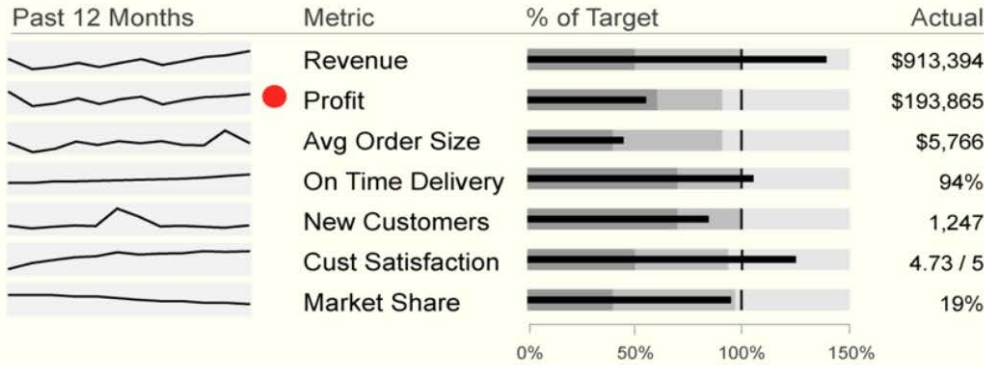 Past 12 Months Metric % of Target Actual
Revenue $913,394
Profit $193,865
Avg Order Size $5,766
On Time Delivery 94%
New Customers 1,247
Cust Satisfaction 4.73 / 5
Market Share 19%
0% 50% 100% 150%